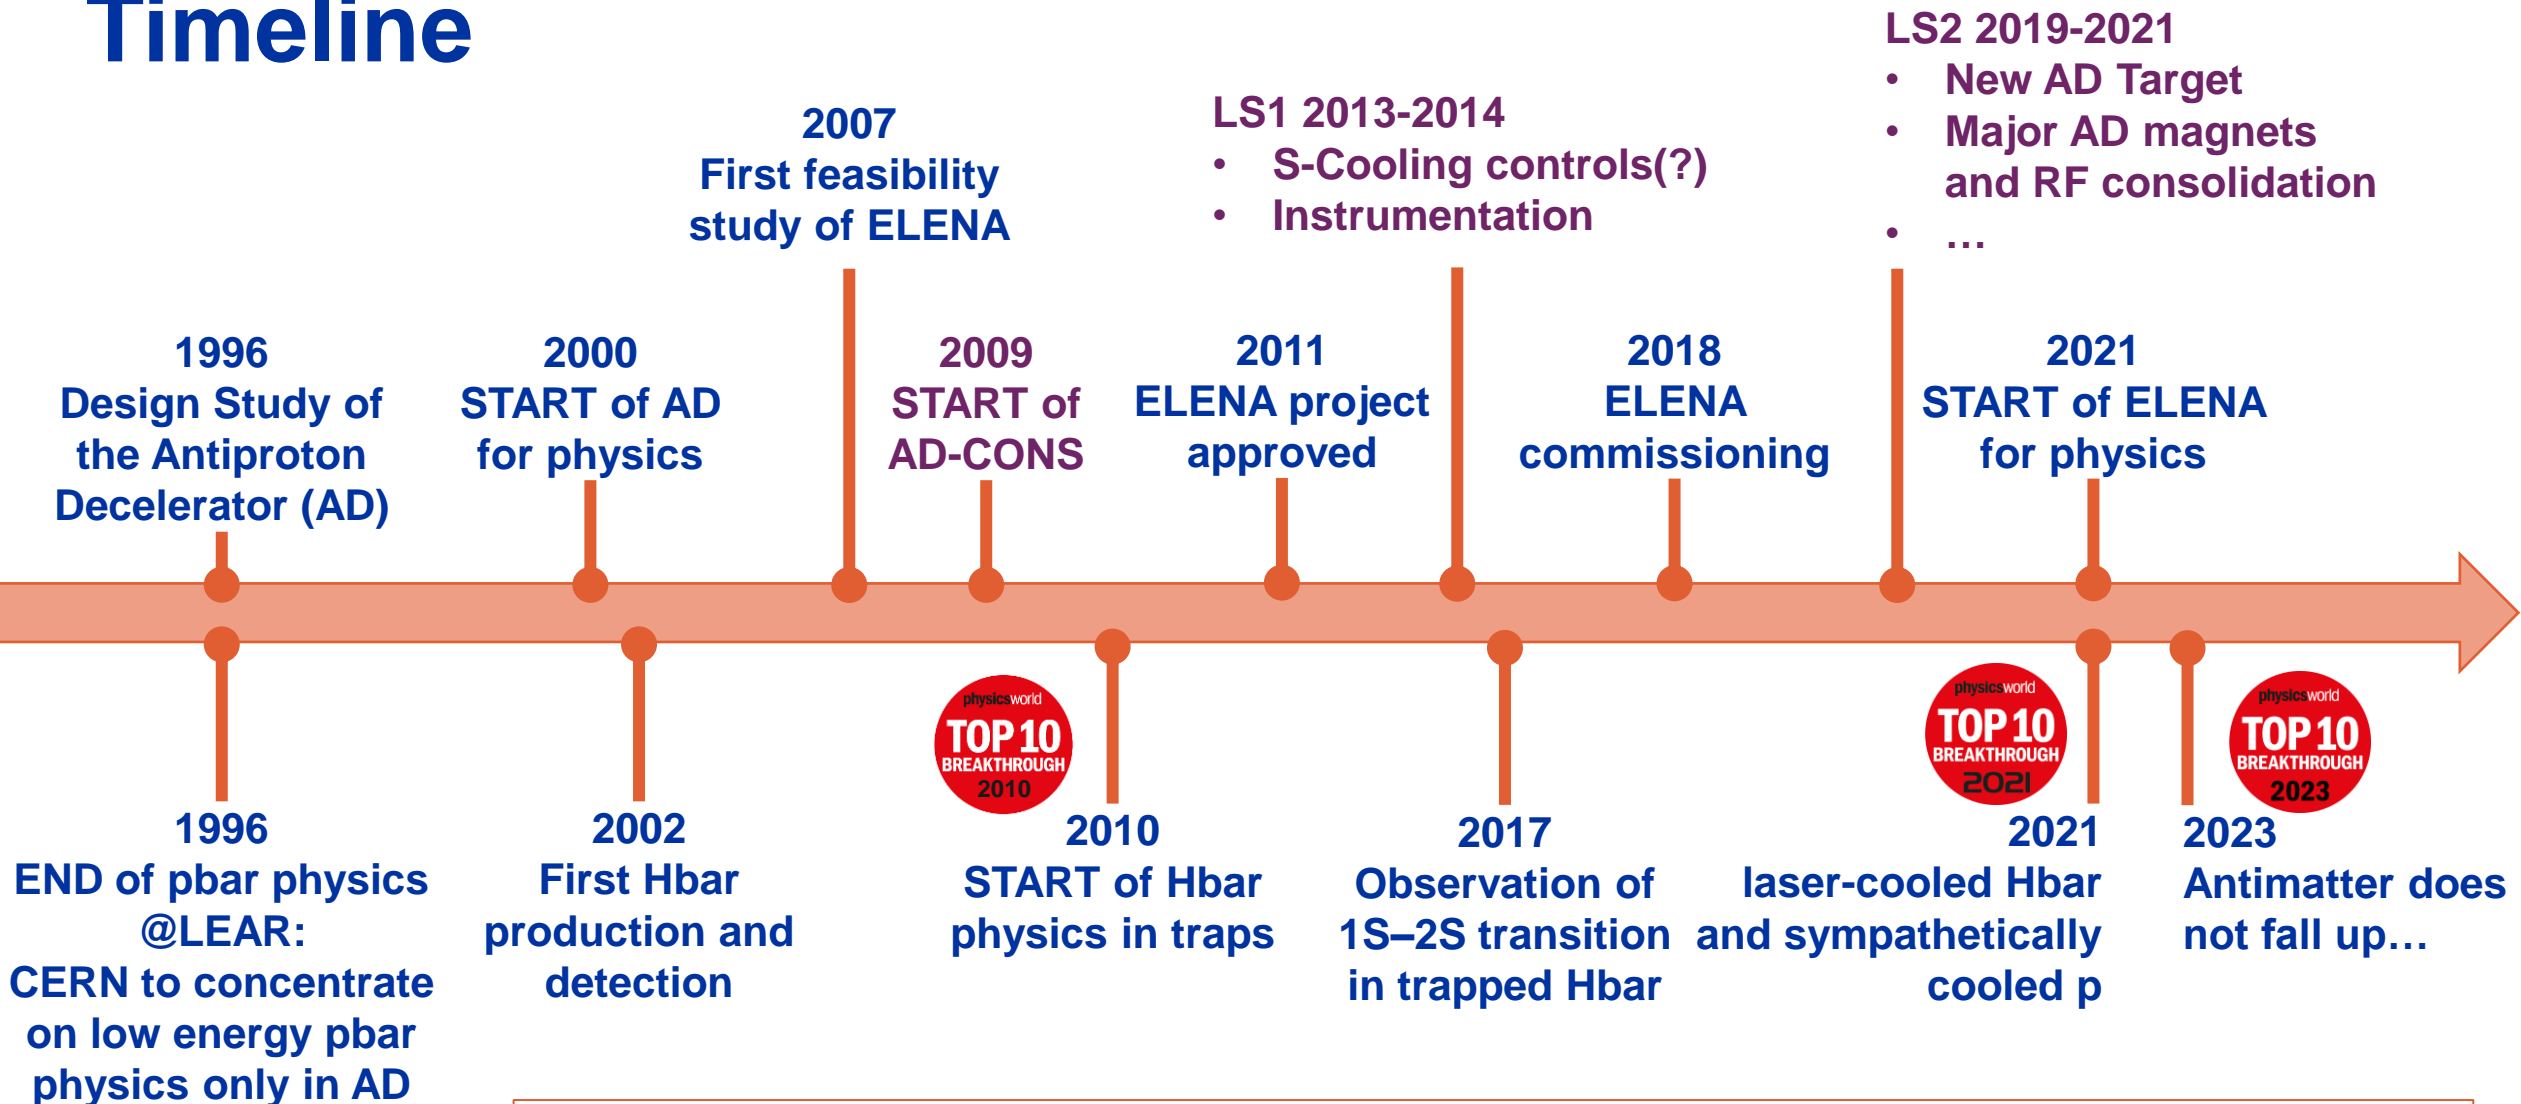 Timeline
LS2 2019-2021
• New AD Target
• Major AD magnets
and RF consolidation
• …
LS1 2013-2014
• S-Cooling controls(?)
• Instrumentation
2007
First feasibility
study of ELENA
1996
Design Study of
the Antiproton
Decelerator (AD)
2000
START of AD
for physics
2009
START of
AD-CONS
2011
ELENA project
approved
2018
ELENA
commissioning
2021
START of ELENA
for physics
physicsworld
TOP 10
BREAKTHROUGH
2010
physicsworld
TOP 10
BREAKTHROUGH
2021
physicsworld
TOP 10
BREAKTHROUGH
2023
1996
END of pbar physics
@LEAR:
CERN to concentrate
on low energy pbar
physics only in AD
2002
First Hbar
production and
detection
2010
START of Hbar
physics in traps
2017
Observation of
1S–2S transition
in trapped Hbar
2021
laser-cooled Hbar
and sympathetically
cooled p
2023
Antimatter does
not fall up…